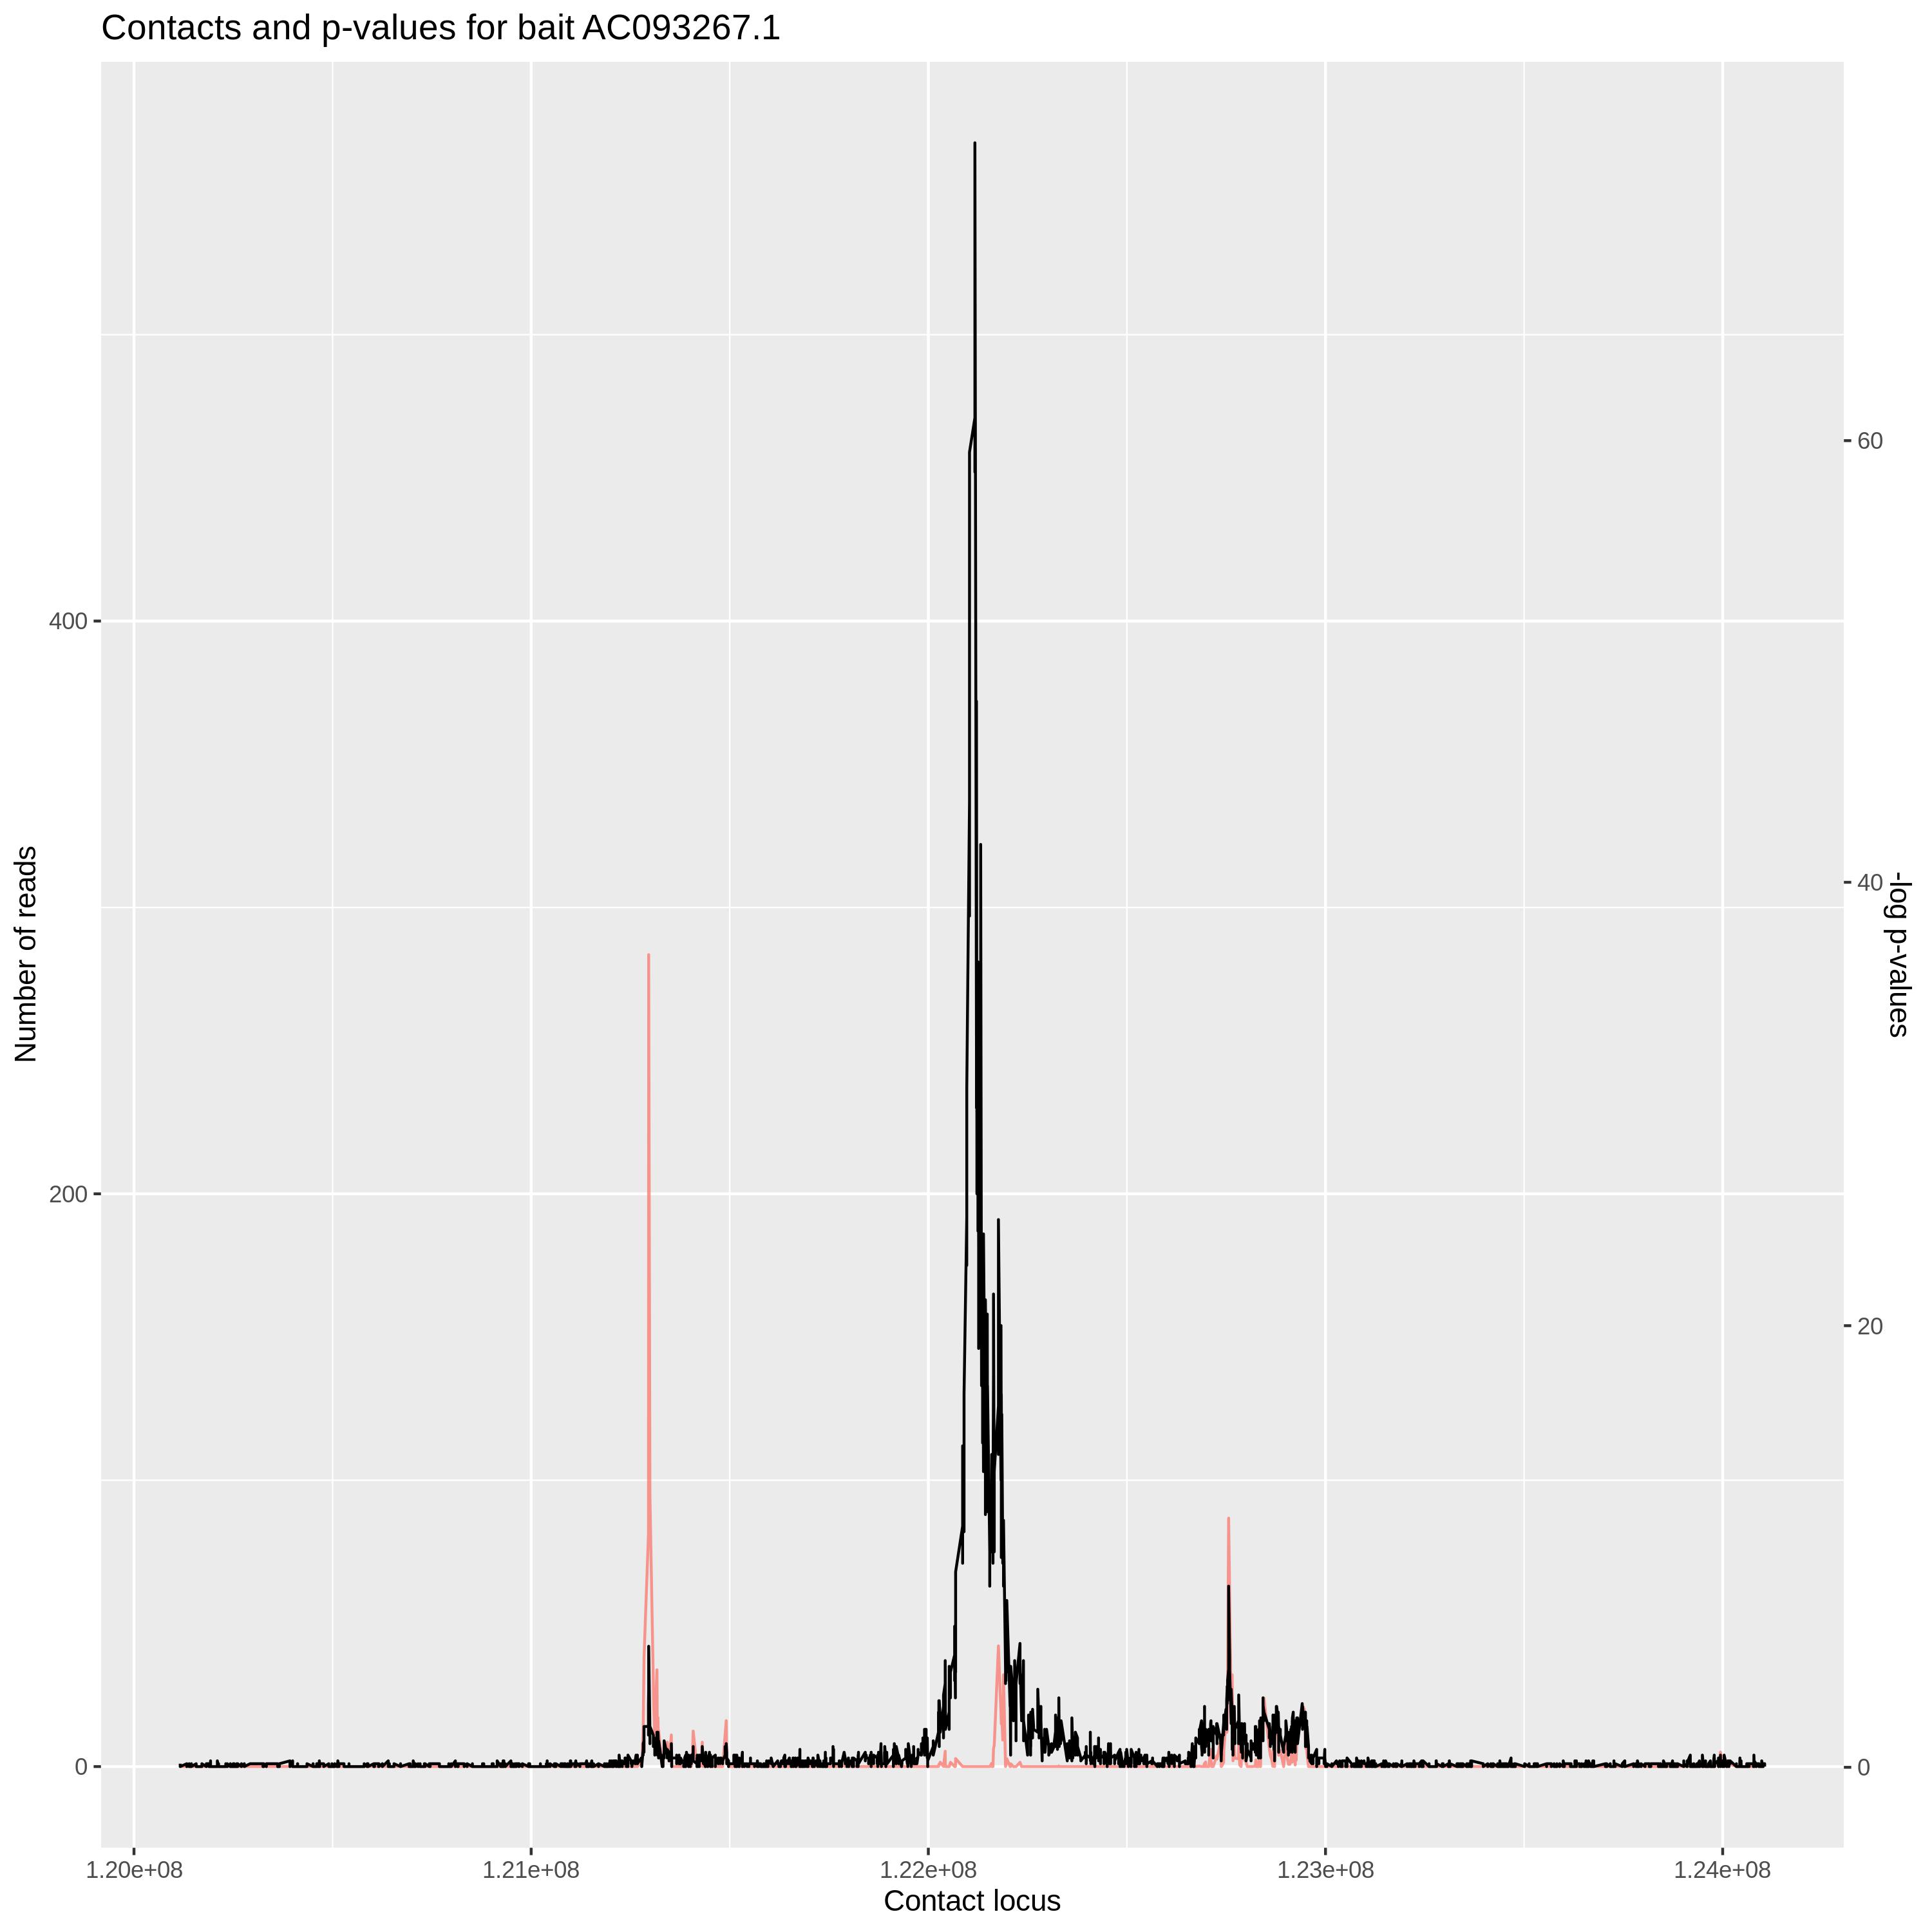 Contacts and p-values for bait AC093267.1
Number of reads
400
200
0
60
40
20
0
-log p-values
1.20e+08
1.21e+08
1.22e+08
1.23e+08
1.24e+08
Contact locus